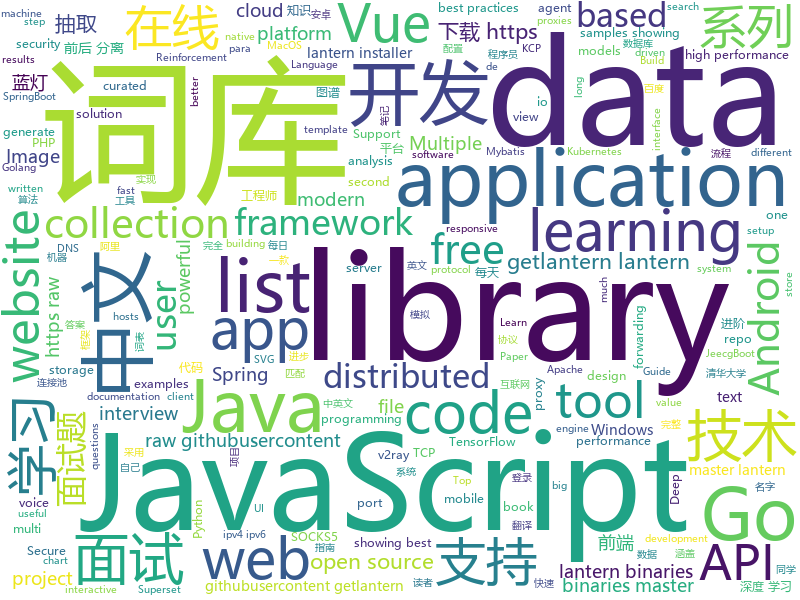 machine step 安卓 cloud 知识 agent best practices proxies search
native MacOS 配置 KCP driven Build
results 抽取 在线 Vue platform 下载 https based samples showing models 程序员 数据库 百度 系列
security 前后 分离 Reinforcement de lantern installer high performance
better 词库 开发 data
蓝灯 curated 图谱 Language io long interface
SpringBoot generate solution 笔记 Support view
PHP template 平台 Multiple Mybatis 流程 different
Image analysis software Kubernetes
Golang written 实现 fast 工程师 modern second application one
算法 工具 collection framework learning setup
website DNS 阿里 building 每日 responsive free getlantern lantern
机器 完全 一款 英文 protocol 每天 system Android store
https raw hosts 中文 user powerful server list library much 进阶 repo
答案 词表 app 模拟 Learn forwarding JeecgBoot
storage 连接池 SVG 框架 进步 协议 Paper Apache 清华大学
documentation client 代码 Spring 匹配 distributed design Guide
examples Java 互联网 tool text value 完整
学习 面试题 interview 中英文 file code engine Windows 技术
programming proxy performance
questions voice raw githubusercontent TensorFlow master lantern
multi 采用 自己 v2ray TCP 系统 Top big
useful JavaScript port 登录 Deep Go
Python 项目 UI mobile book 翻译 名字
Secure 面试 web ipv4 ipv6 SOCKS5 指南 支持 前端 数据 涵盖 API
project chart para open source showing best lantern binaries 同学
interactive Superset githubusercontent getlantern 读者 快速 binaries master development 深度 学习